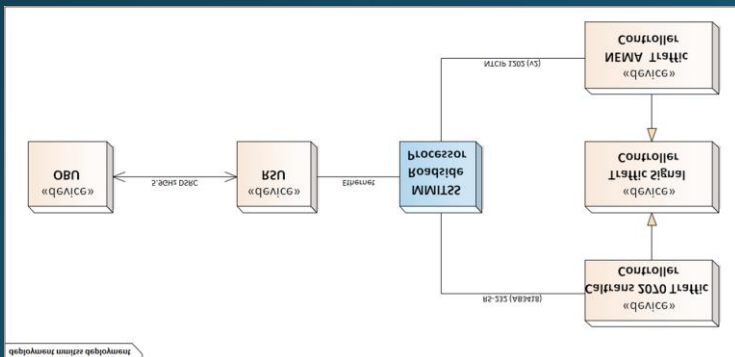 deployment mmitss deployment
«device»
Caltrans 2070 Traffic
Controller
RS-232 (AB3418)
«device»
OBU
5.9GHz DSRC
«device»
RSU
Ethernet
MMITSS
Roadside
Processor
«device»
Traffic Signal
Controller
NTCIP 1202 (v2)
«device»
NEMA Traffic
Controller